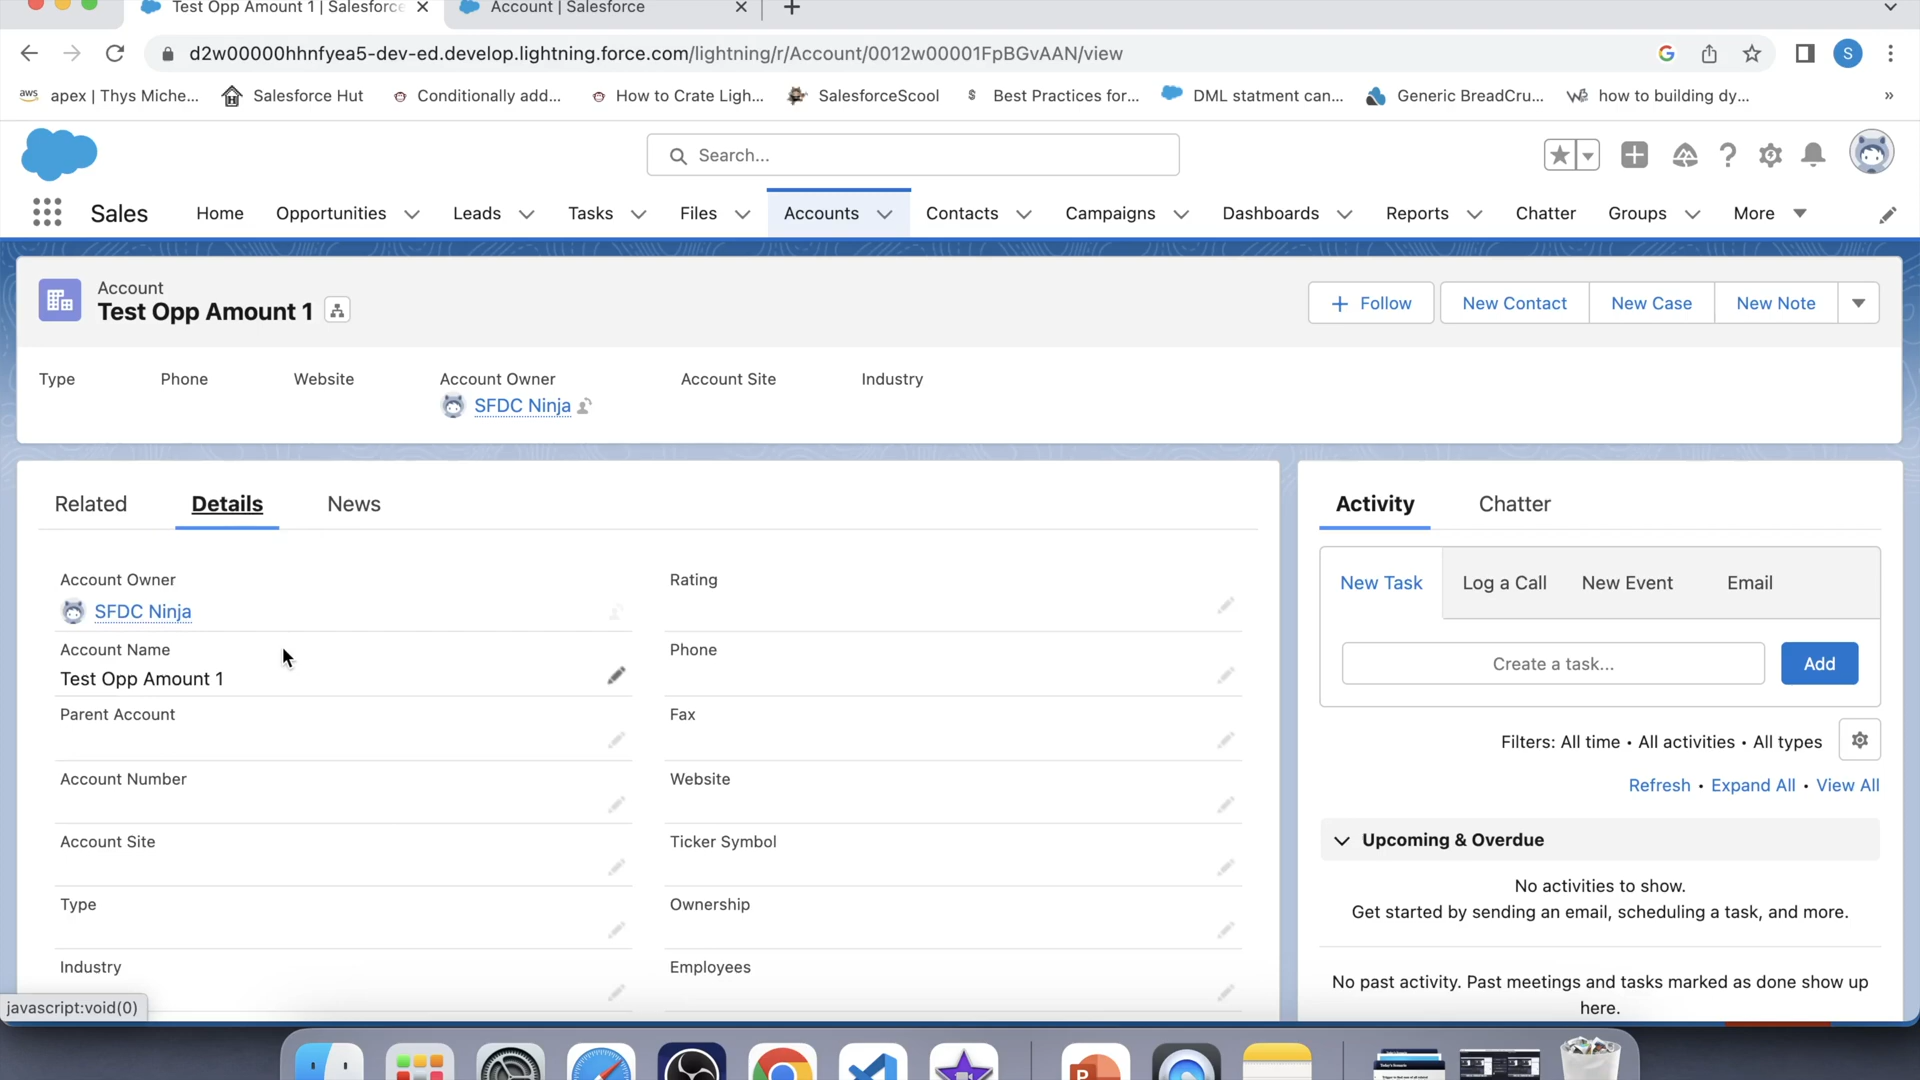 Test Opp Amount 1 | Salesforce
Account | Salesforce
d2w00000hhnfyea5-dev-ed.develop.lightning.force.com/lightning/r/Account/0012w00001FpBGvAAN/view
S
aws apex | Thys Miche... Salesforce Hut Conditionally add... How to Crate Ligh... SalesforceScool Best Practices for... DML statment can... Generic BreadCru... how to building dy... »
Search...
Sales Home Opportunities Leads Tasks Files Accounts Contacts Campaigns Dashboards Reports Chatter Groups More
Account
Test Opp Amount 1
Follow New Contact New Case New Note
Type Phone Website Account Owner Account Site Industry
SFDC Ninja
Related Details News
Account Owner
SFDC Ninja
Rating
Account Name
Test Opp Amount 1
Phone
Parent Account
Fax
Account Number
Website
Account Site
Ticker Symbol
Type
Ownership
Industry
Employees
Activity Chatter
New Task Log a Call New Event Email
Create a task... Add
Filters: All time • All activities • All types
Refresh • Expand All • View All
Upcoming & Overdue
No activities to show.
Get started by sending an email, scheduling a task, and more.
No past activity. Past meetings and tasks marked as done show up
here.
javascript:void(0)